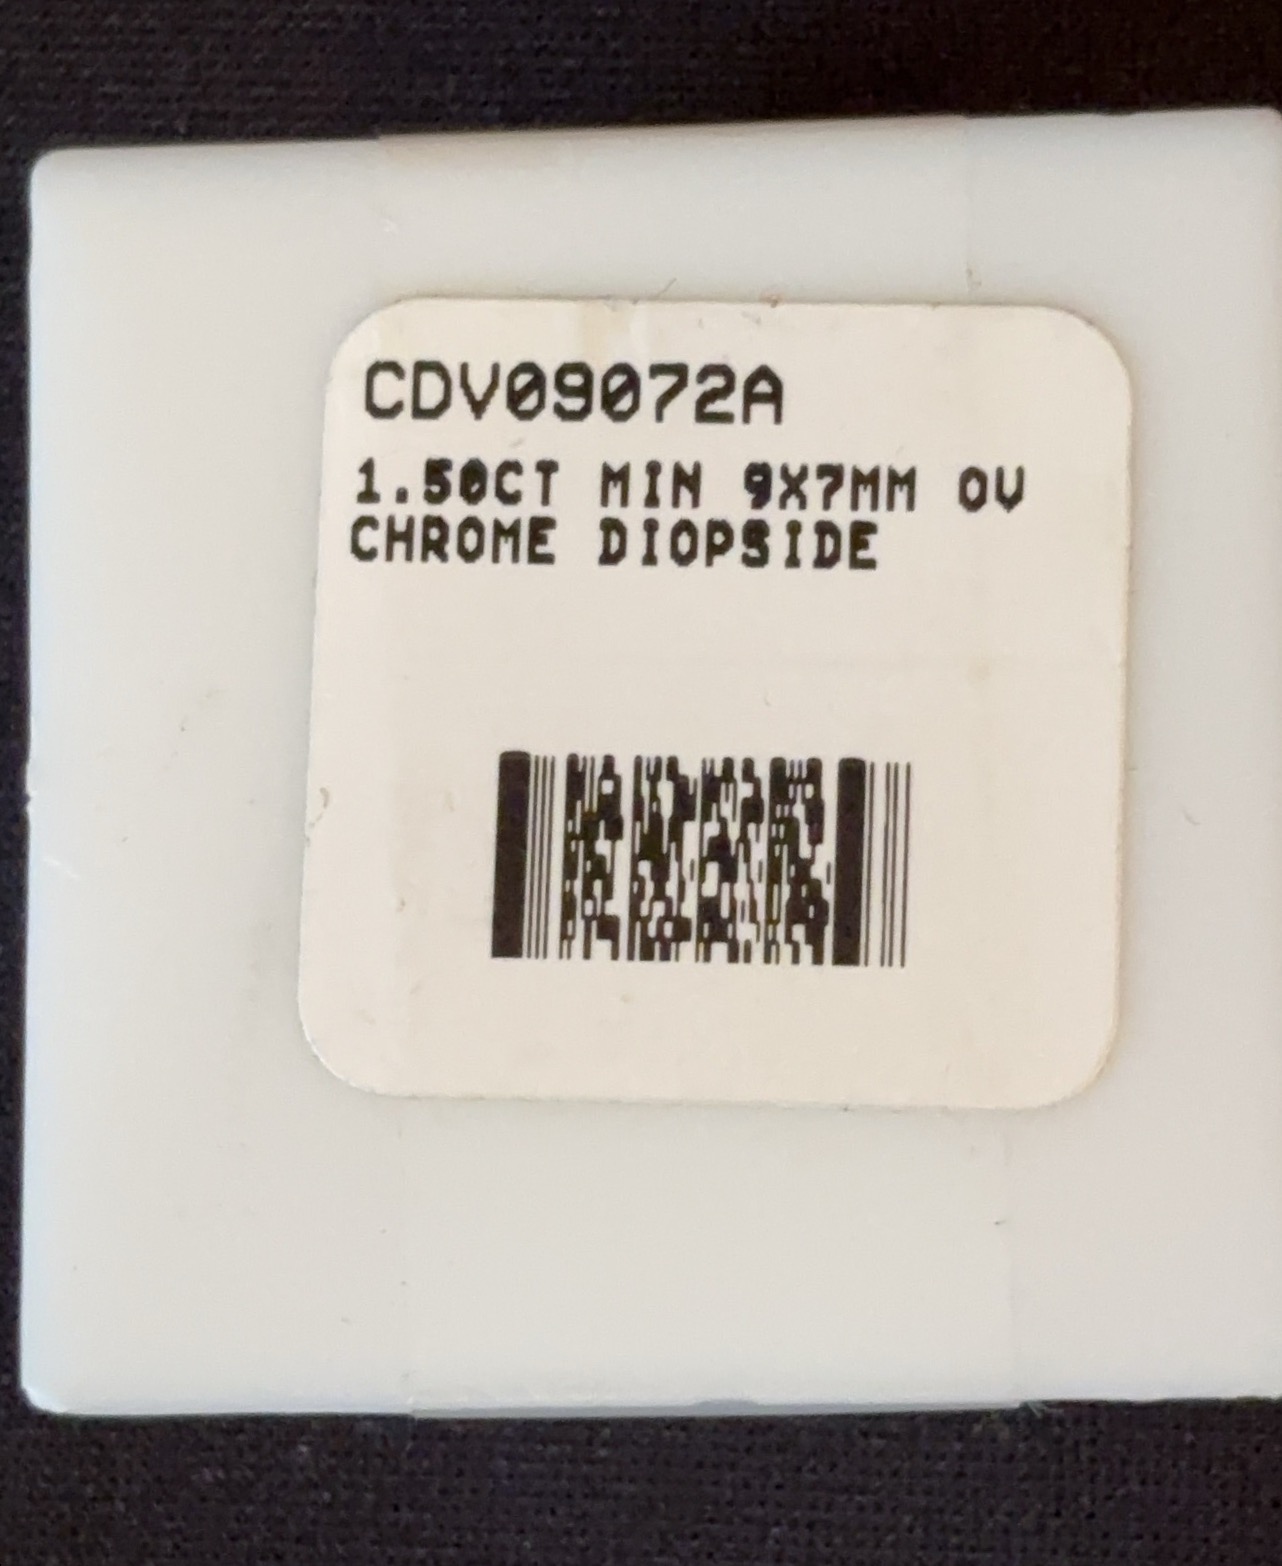 CDV09072A
1.50CT MIN 9X7MM OV
CHROME DIOPSIDE